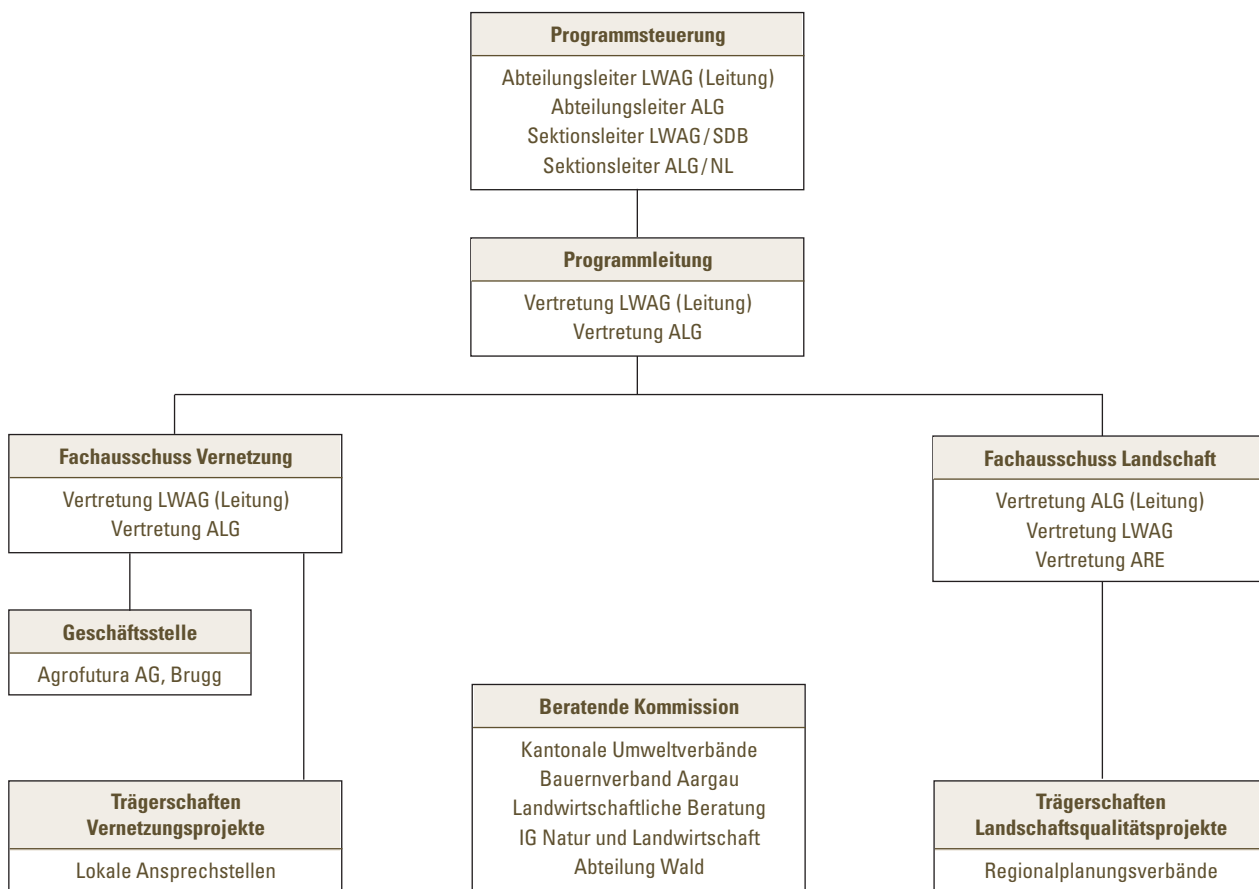 Programmsteuerung
Abteilungsleiter LWAG (Leitung)
Abteilungsleiter ALG
Sektionsleiter LWAG/SDB
Sektionsleiter ALG/NL
Programmleitung
Vertretung LWAG (Leitung)
Vertretung ALG
Fachausschuss Vernetzung
Vertretung LWAG (Leitung)
Vertretung ALG
Fachausschuss Landschaft
Vertretung ALG (Leitung)
Vertretung LWAG
Vertretung ARE
Geschäftsstelle
Agrofutura AG, Brugg
Beratende Kommission
Kantonale Umweltverbände
Bauernverband Aargau
Landwirtschaftliche Beratung
IG Natur und Landwirtschaft
Abteilung Wald
Trägerschaften
Vernetzungsprojekte
Lokale Ansprechstellen
Trägerschaften
Landschaftsqualitätsprojekte
Regionalplanungsverbände